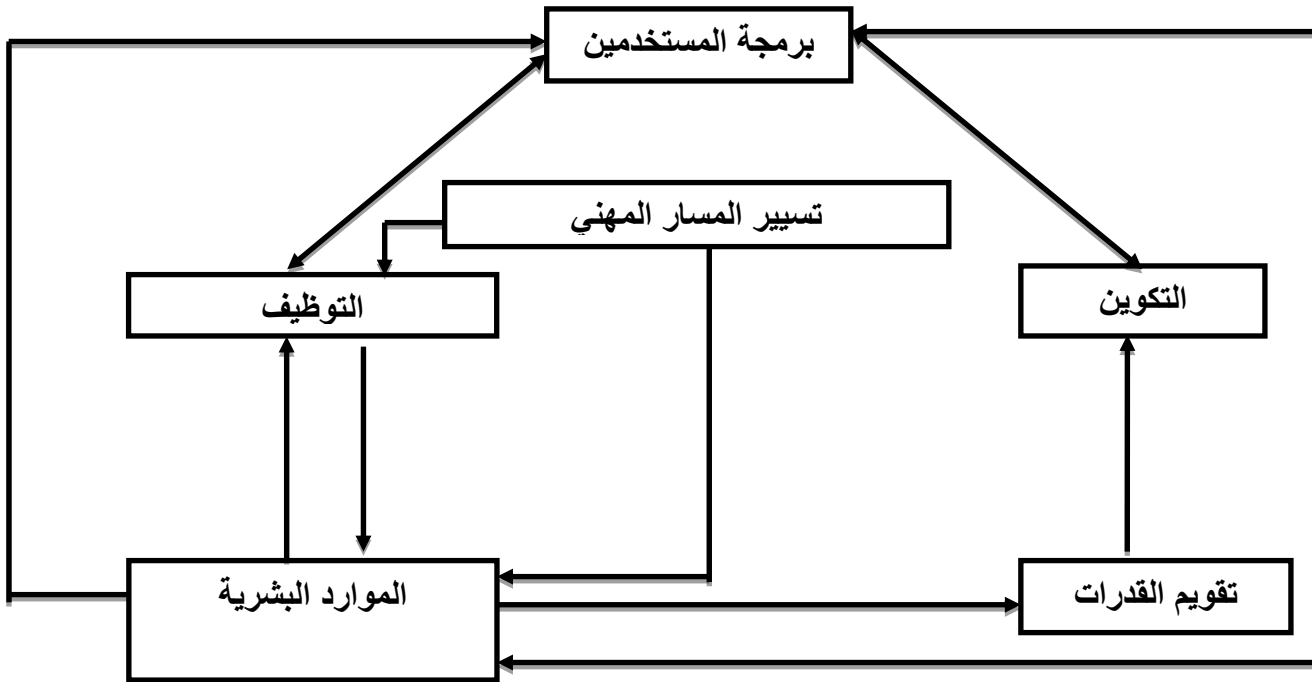 برمجة المستخدمين
تسيير المسار المهني
التوظيف
التكوين
الموارد البشرية
تقويم القدرات